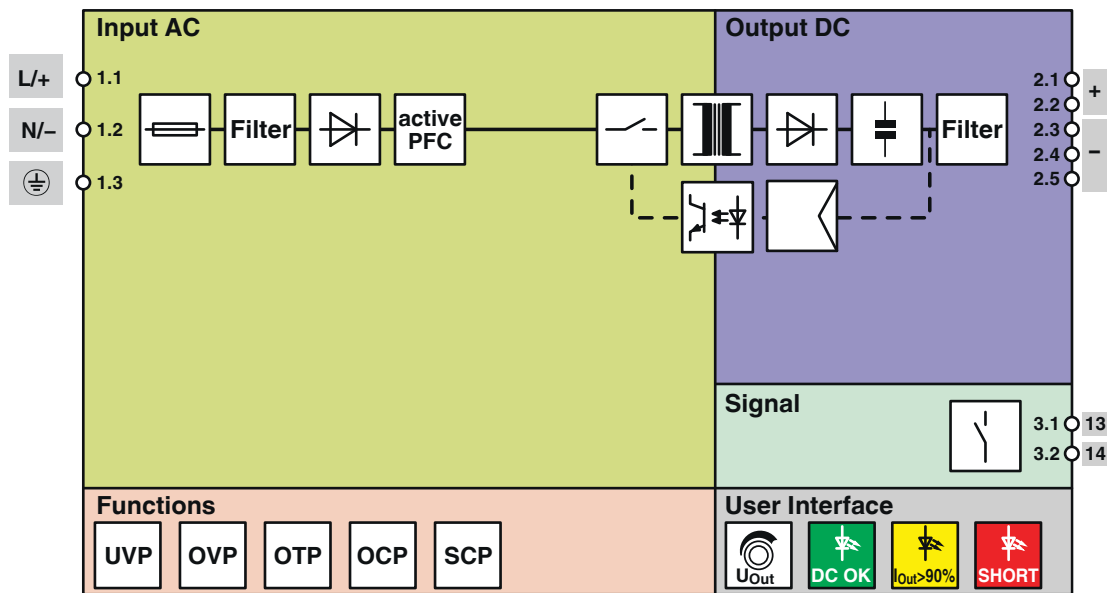 Input AC
Output DC
L/+
1.1
N/–
1.2
1.3
Filter
active
PFC
Filter
2.1
2.2
2.3
2.4
2.5
+
–
Signal
3.1
13
3.2
14
Functions
UVP
OVP
OTP
OCP
SCP
User Interface
UOut
DC OK
IOut>90%
SHORT